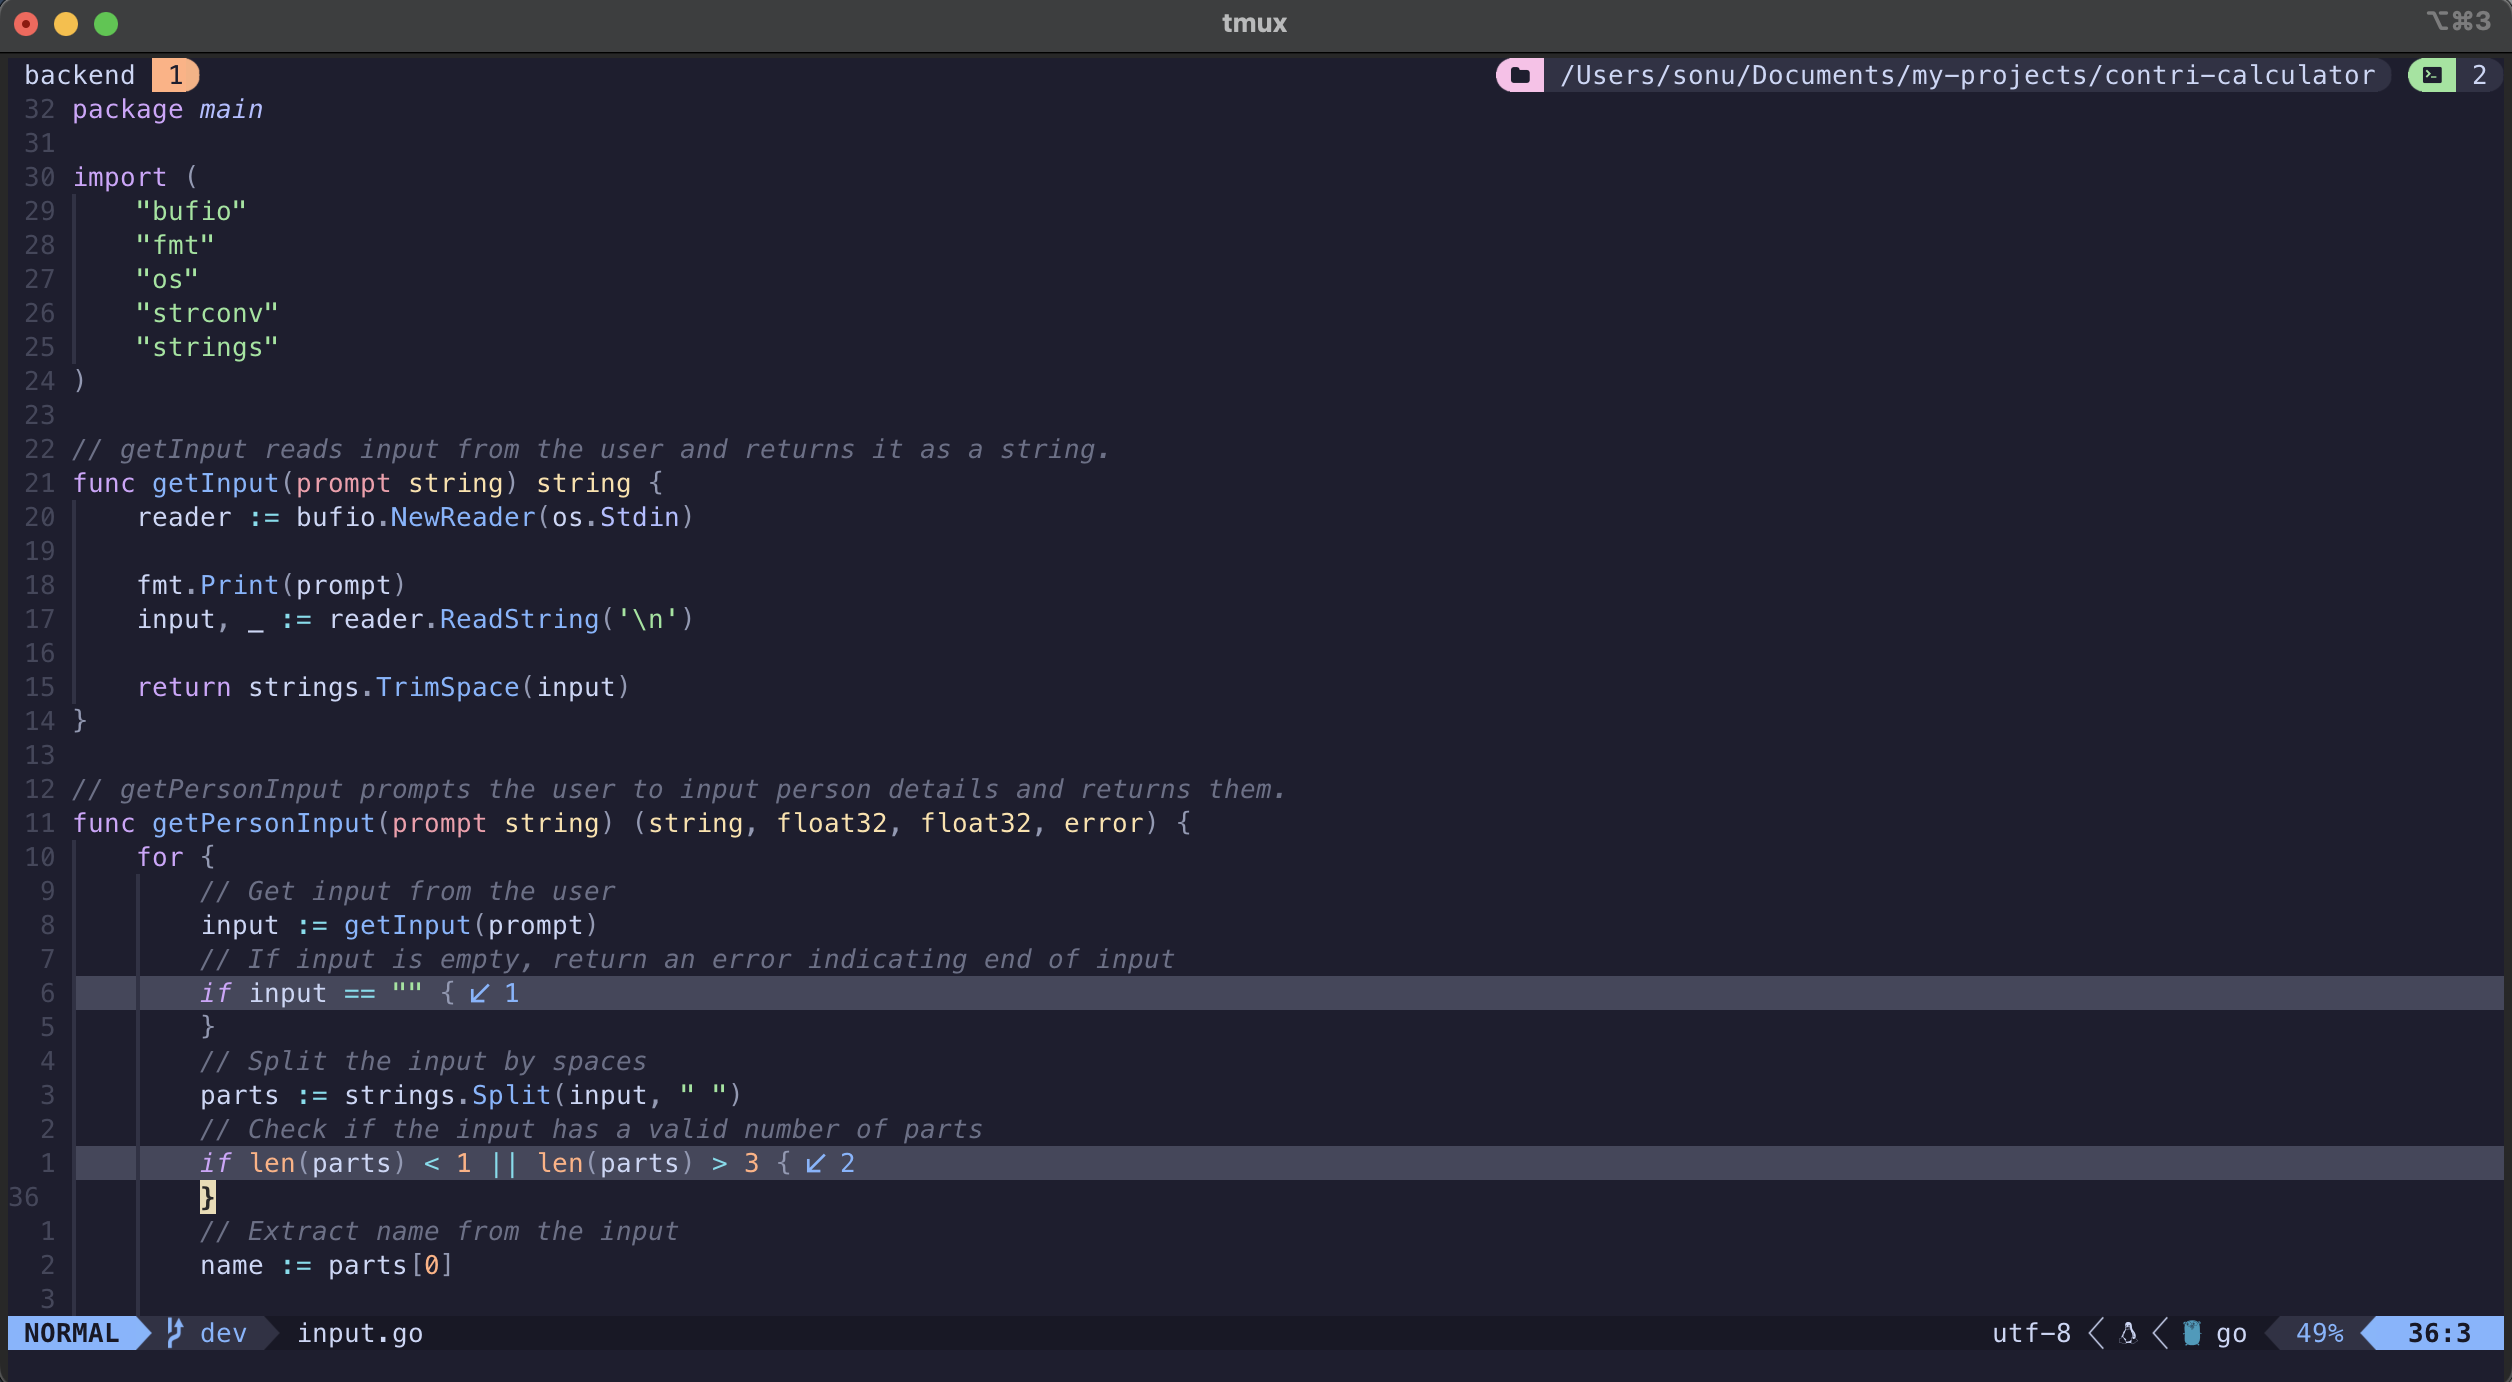 tmux
⌥⌘3
backend 1 /Users/sonu/Documents/my-projects/contri-calculator 2
32 package main
31
30 import (
29     "bufio"
28     "fmt"
27     "os"
26     "strconv"
25     "strings"
24 )
23
22 // getInput reads input from the user and returns it as a string.
21 func getInput(prompt string) string {
20     reader := bufio.NewReader(os.Stdin)
19
18     fmt.Print(prompt)
17     input, _ := reader.ReadString('\n')
16
15     return strings.TrimSpace(input)
14 }
13
12 // getPersonInput prompts the user to input person details and returns them.
11 func getPersonInput(prompt string) (string, float32, float32, error) {
10     for {
9         // Get input from the user
8         input := getInput(prompt)
7         // If input is empty, return an error indicating end of input
6         if input == "" { ↙ 1
5         }
4         // Split the input by spaces
3         parts := strings.Split(input, " ")
2         // Check if the input has a valid number of parts
1         if len(parts) < 1 || len(parts) > 3 { ↙ 2
36         }
1         // Extract name from the input
2         name := parts[0]
3
NORMAL dev input.go utf-8 go 49% 36:3